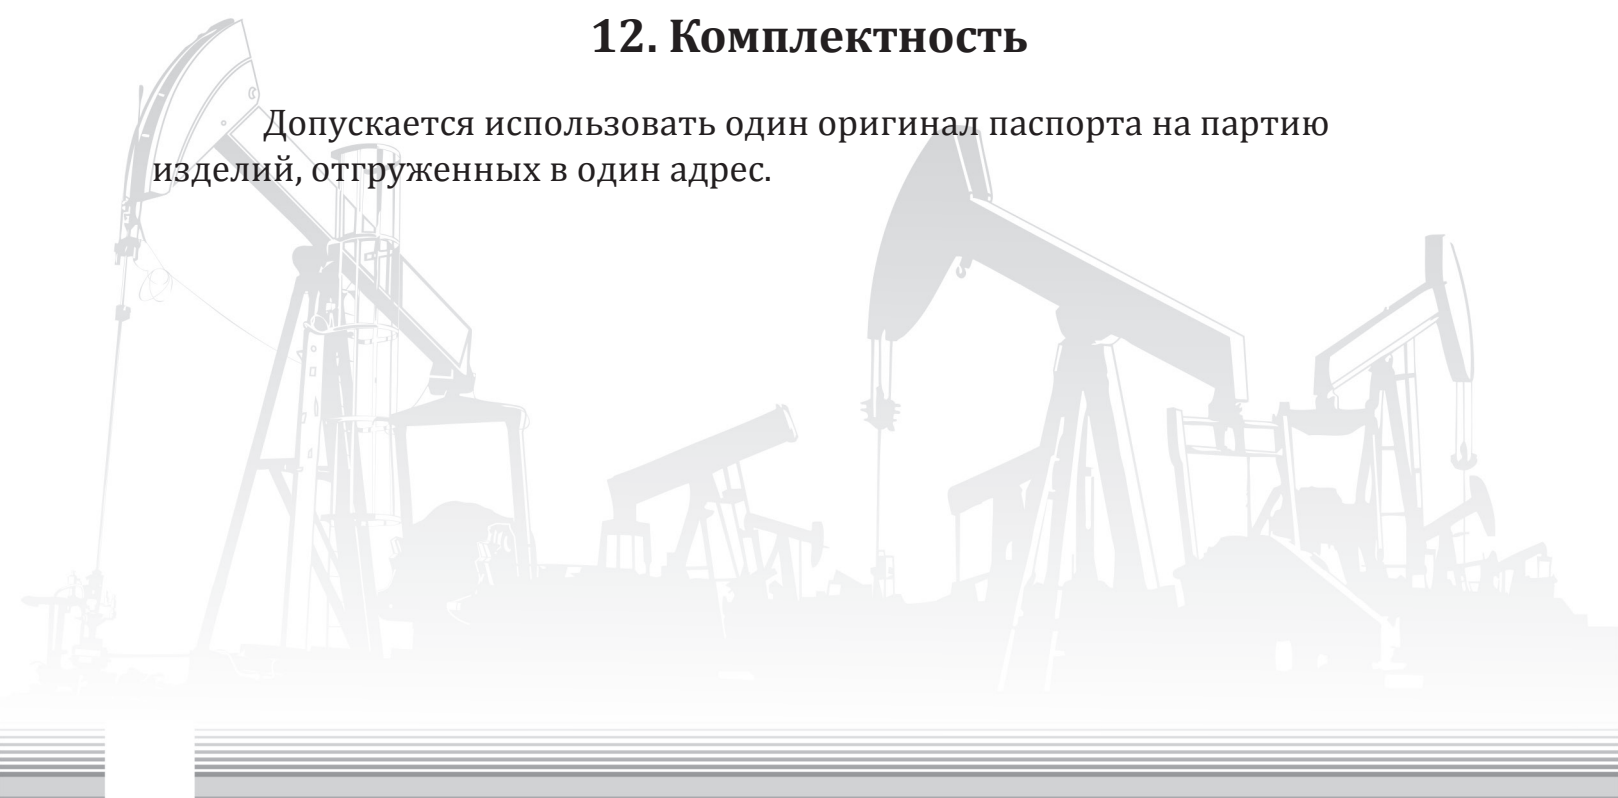 12. Комплектность
Допускается использовать один оригинал паспорта на партию
изделий, отгруженных в один адрес.